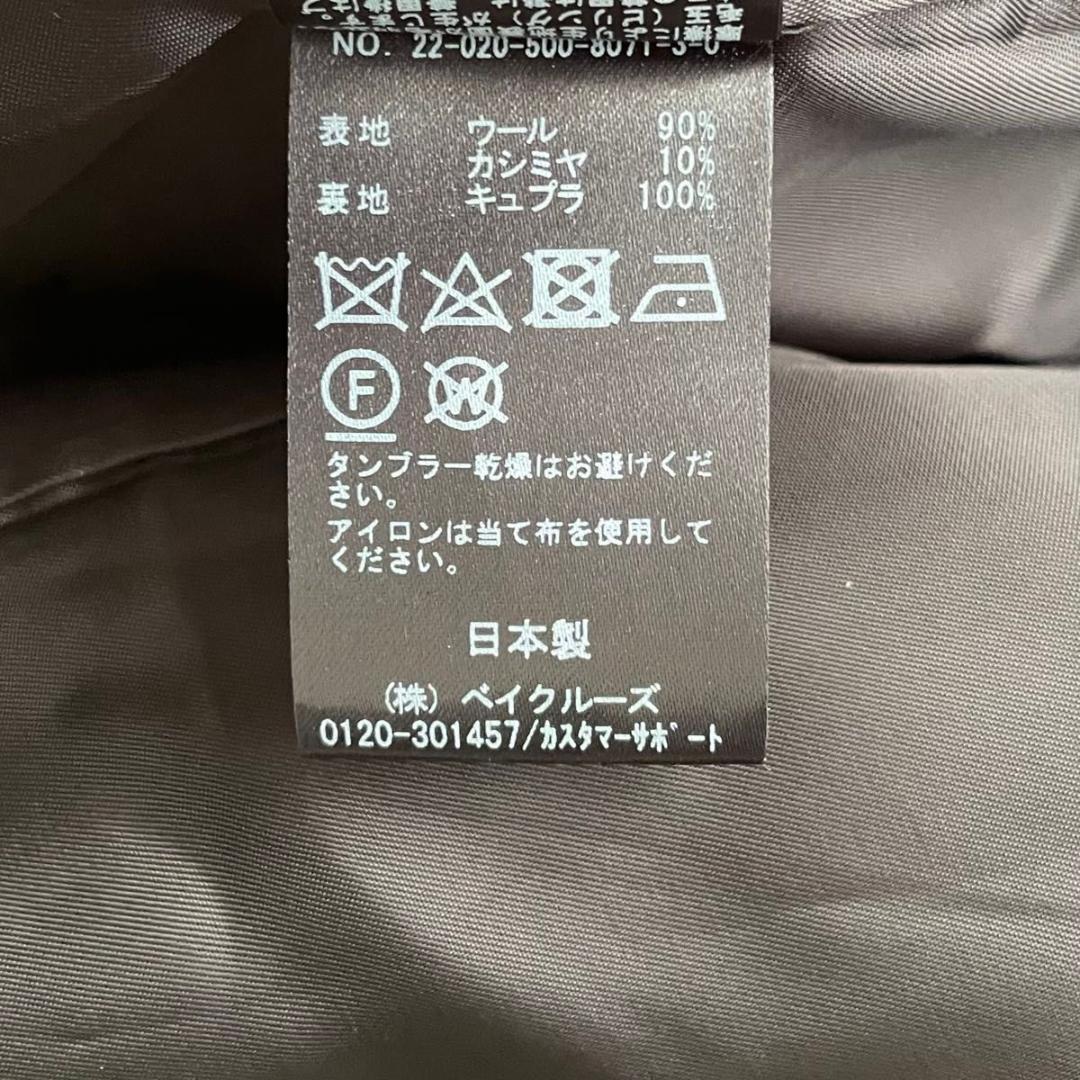 NO. 22-020-500-8071-3-0
表地 ウール 90%
カシミヤ 10%
裏地 キュプラ 100%
F
W
タンブラー乾燥はお避けくだ
さい。
アイロンは当て布を使用して
ください。
日本製
(株) ベイクルーズ
0120-301457/カスタマーサポート